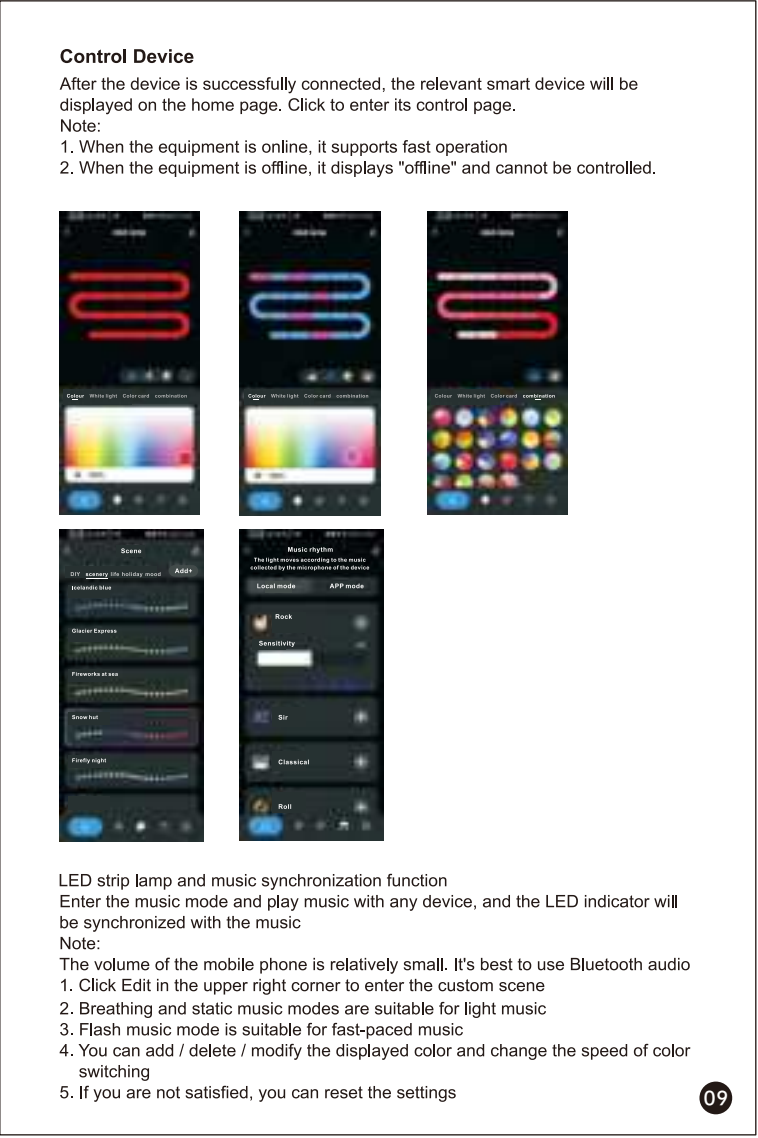 Control Device
After the device is successfully connected, the relevant smart device will be
displayed on the home page. Click to enter its control page.
Note:
1. When the equipment is online, it supports fast operation
2. When the equipment is offline, it displays "offline" and cannot be controlled.
Colour White light Color card combination
Colour White light Color card combination
Colour White light Color card combination
Scene
DIY scenery life holiday mood Add+
Icelandic blue
Glacier Express
Fireworks at sea
Snow hut
Firefly night
Music rhythm
The light moves according to the music
collected by the microphone of the device
Local mode APP mode
Rock
Sensitivity
Sir
Classical
Roll
LED strip lamp and music synchronization function
Enter the music mode and play music with any device, and the LED indicator will
be synchronized with the music
Note:
The volume of the mobile phone is relatively small. It's best to use Bluetooth audio
1. Click Edit in the upper right corner to enter the custom scene
2. Breathing and static music modes are suitable for light music
3. Flash music mode is suitable for fast-paced music
4. You can add / delete / modify the displayed color and change the speed of color
switching
5. If you are not satisfied, you can reset the settings
09